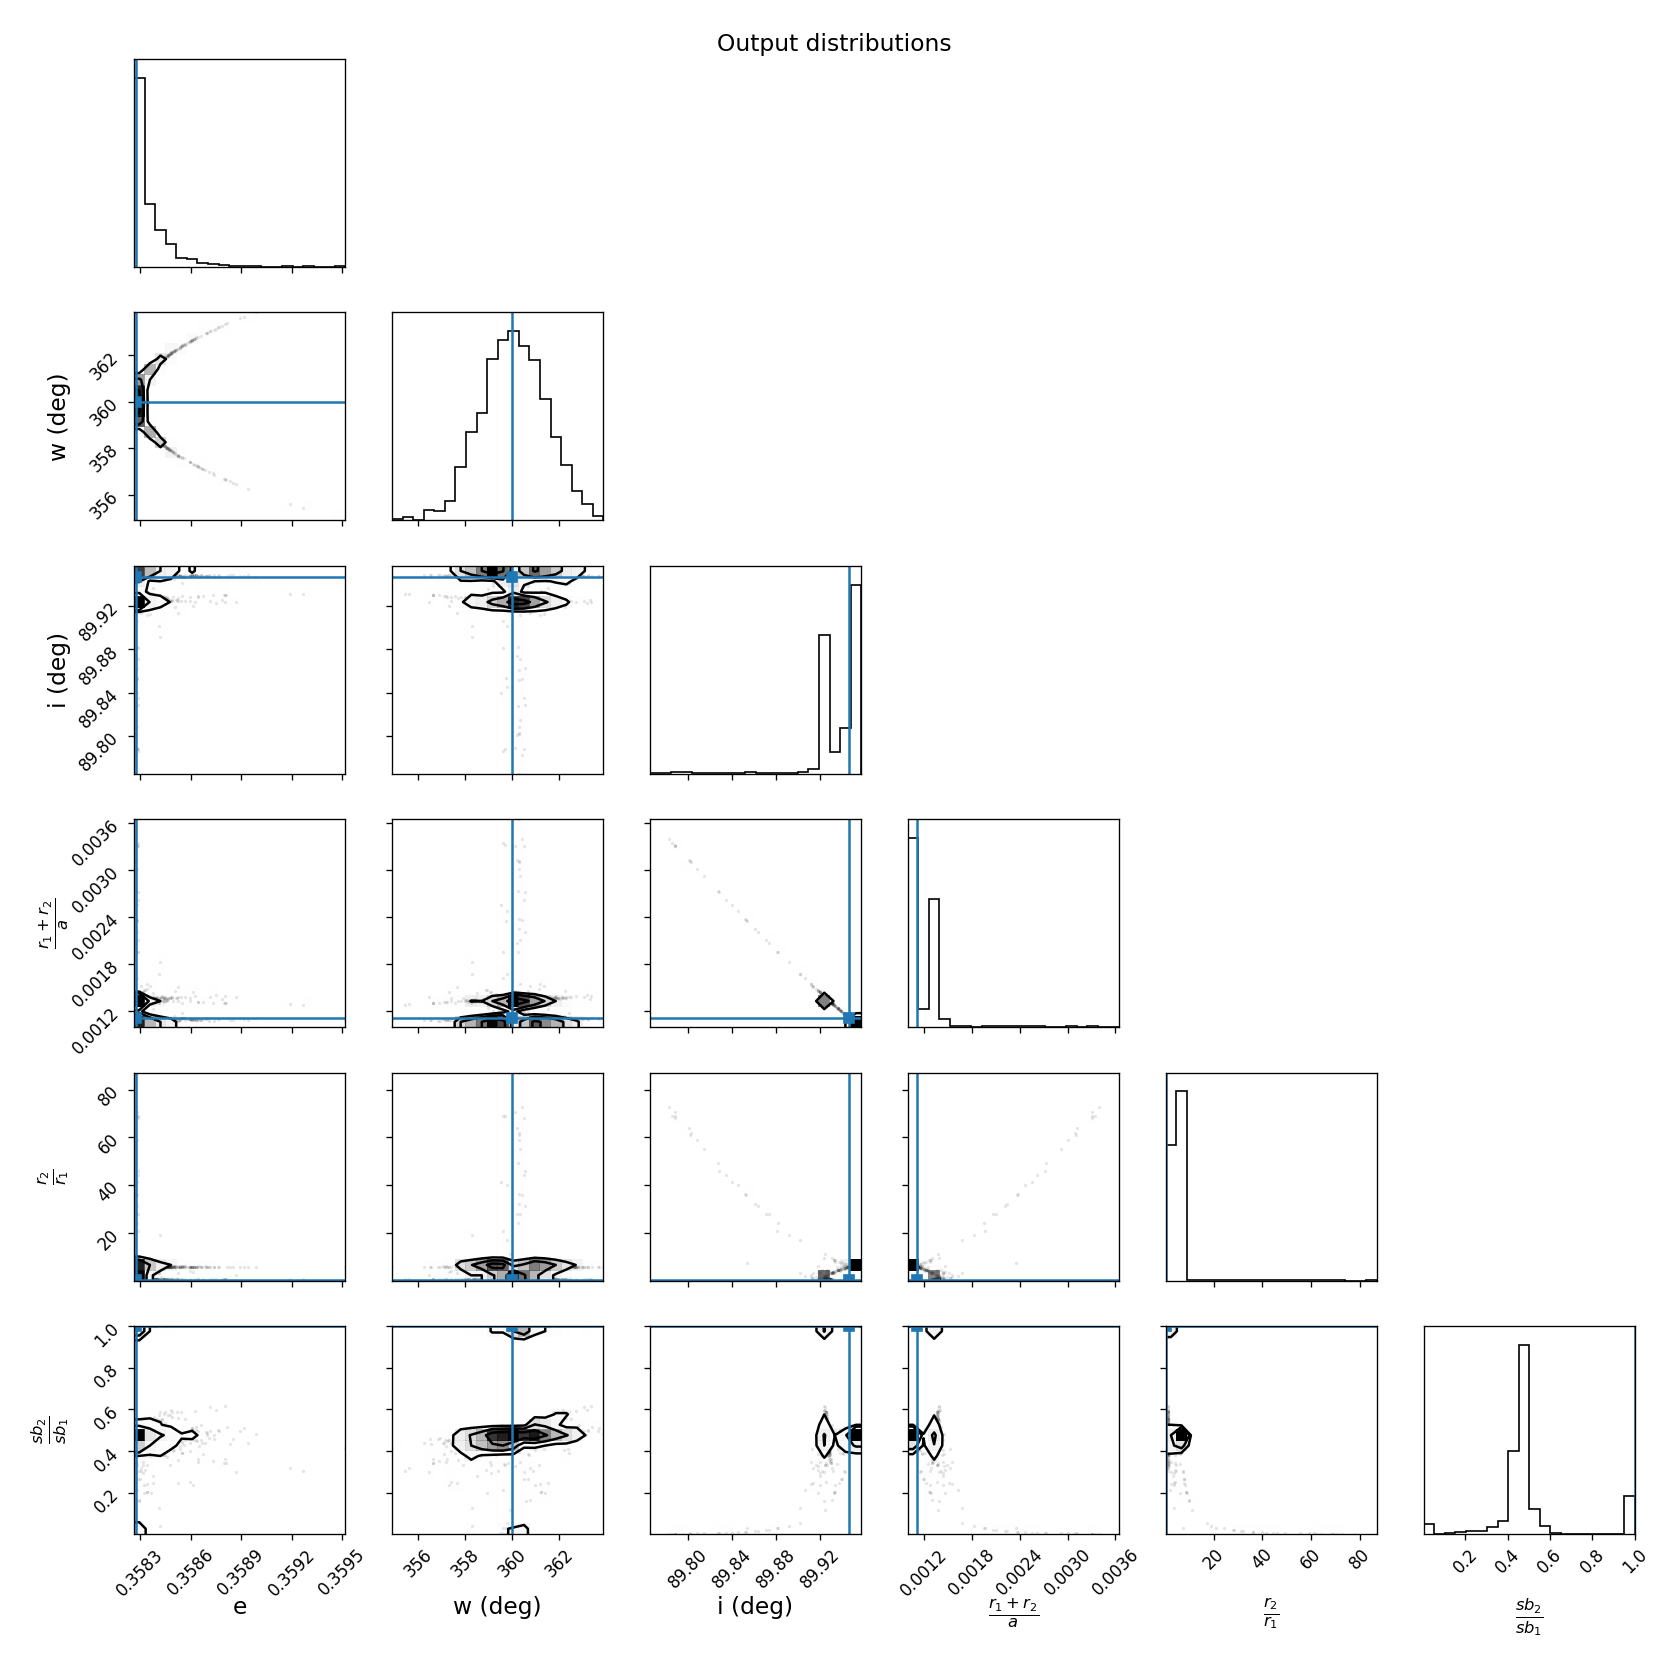 Output distributions
w (deg)
362
360
358
356
i (deg)
89.92
89.88
89.84
89.80
r₁ + r₂
a
0.0036
0.0030
0.0024
0.0018
0.0012
r₂
r₁
80
60
40
20
sb₂
sb₁
1.0
0.8
0.6
0.4
0.2
0.3583 0.3586 0.3589 0.3592 0.3595
356 358 360 362
89.80 89.84 89.88 89.92
0.0012 0.0018 0.0024 0.0030 0.0036
20 40 60 80
0.2 0.4 0.6 0.8 1.0
e
w (deg)
i (deg)
r₁ + r₂
a
r₂
r₁
sb₂
sb₁